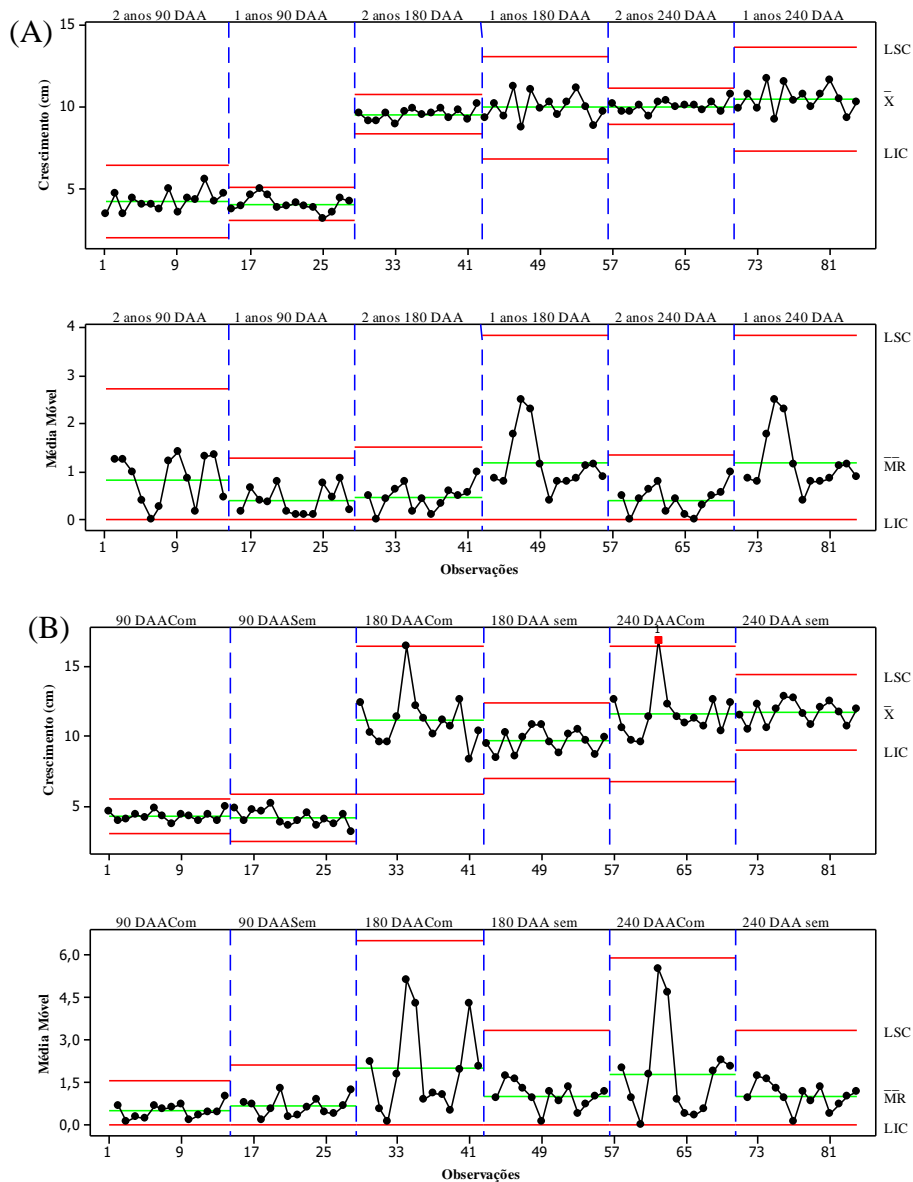 (A)
2 anos 90 DAA 1 anos 90 DAA 2 anos 180 DAA 1 anos 180 DAA 2 anos 240 DAA 1 anos 240 DAA
15
10
5
Crescimento (cm)
LSC
X̄
LIC
1 9 17 25 33 41 49 57 65 73 81
2 anos 90 DAA 1 anos 90 DAA 2 anos 180 DAA 1 anos 180 DAA 2 anos 240 DAA 1 anos 240 DAA
4
3
2
1
0
Média Móvel
LSC
M̄R̄
LIC
1 9 17 25 33 41 49 57 65 73 81
Observações
(B)
90 DAACom 90 DAASem 180 DAACom 180 DAA sem 240 DAACom 240 DAA sem
1
15
10
5
Crescimento (cm)
LSC
X̄
LIC
1 9 17 25 33 41 49 57 65 73 81
90 DAACom 90 DAASem 180 DAACom 180 DAA sem 240 DAACom 240 DAA sem
6,0
4,5
3,0
1,5
0,0
Média Móvel
LSC
M̄R̄
LIC
1 9 17 25 33 41 49 57 65 73 81
Observações